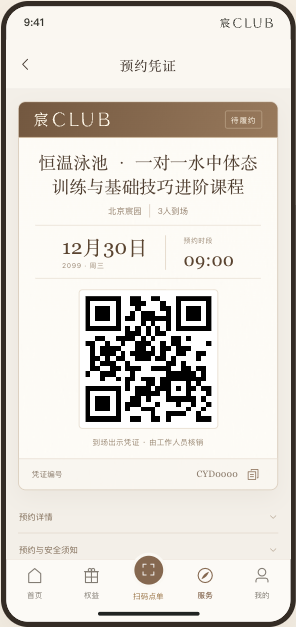 9:41
宸CLUB
预约凭证
宸CLUB
待履约
恒温泳池 · 一对一水中体态
训练与基础技巧进阶课程
北京宸园 3人到场
12月30日
2099 · 周三
预约时段
09:00
到场出示凭证 · 由工作人员核销
凭证编号
CYD0000
预约详情
预约与安全须知
首页
权益
扫码点单
服务
我的